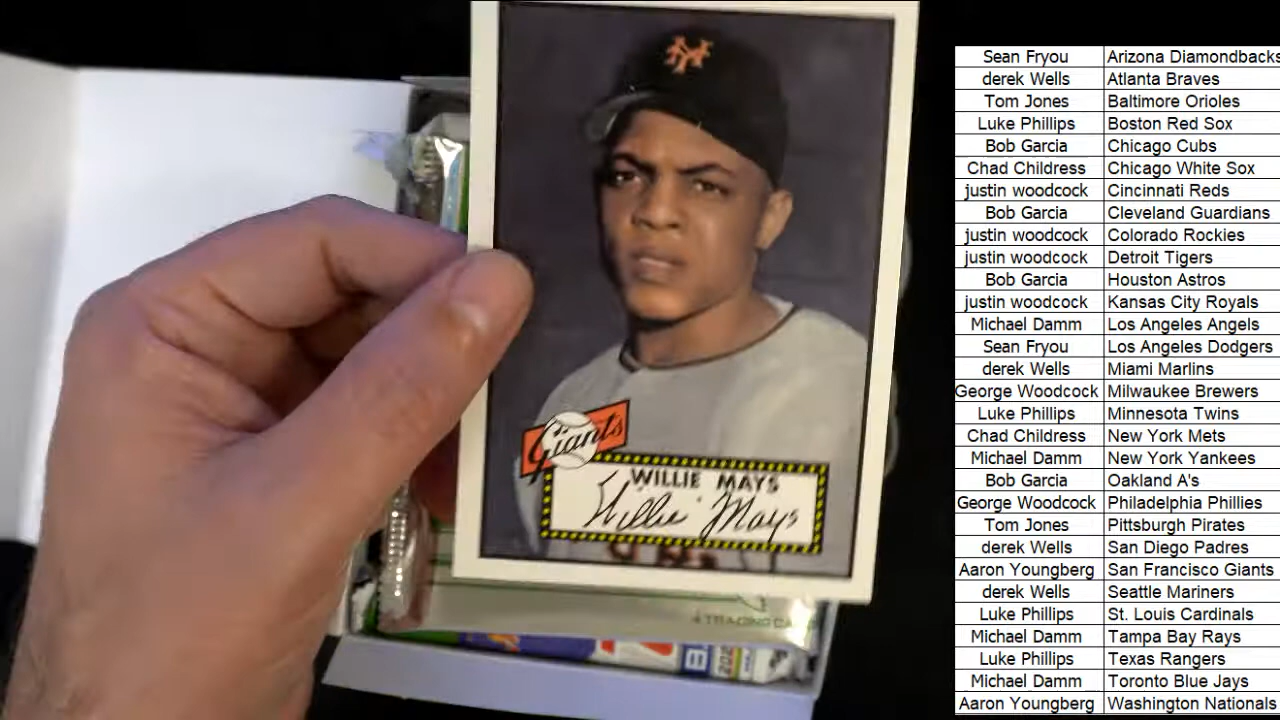 NY
Giants
WILLIE MAYS
Willie Mays
4 TRADING CA
Sean Fryou Arizona Diamondbacks
derek Wells Atlanta Braves
Tom Jones Baltimore Orioles
Luke Phillips Boston Red Sox
Bob Garcia Chicago Cubs
Chad Childress Chicago White Sox
justin woodcock Cincinnati Reds
Bob Garcia Cleveland Guardians
justin woodcock Colorado Rockies
justin woodcock Detroit Tigers
Bob Garcia Houston Astros
justin woodcock Kansas City Royals
Michael Damm Los Angeles Angels
Sean Fryou Los Angeles Dodgers
derek Wells Miami Marlins
George Woodcock Milwaukee Brewers
Luke Phillips Minnesota Twins
Chad Childress New York Mets
Michael Damm New York Yankees
Bob Garcia Oakland A's
George Woodcock Philadelphia Phillies
Tom Jones Pittsburgh Pirates
derek Wells San Diego Padres
Aaron Youngberg San Francisco Giants
derek Wells Seattle Mariners
Luke Phillips St. Louis Cardinals
Michael Damm Tampa Bay Rays
Luke Phillips Texas Rangers
Michael Damm Toronto Blue Jays
Aaron Youngberg Washington Nationals